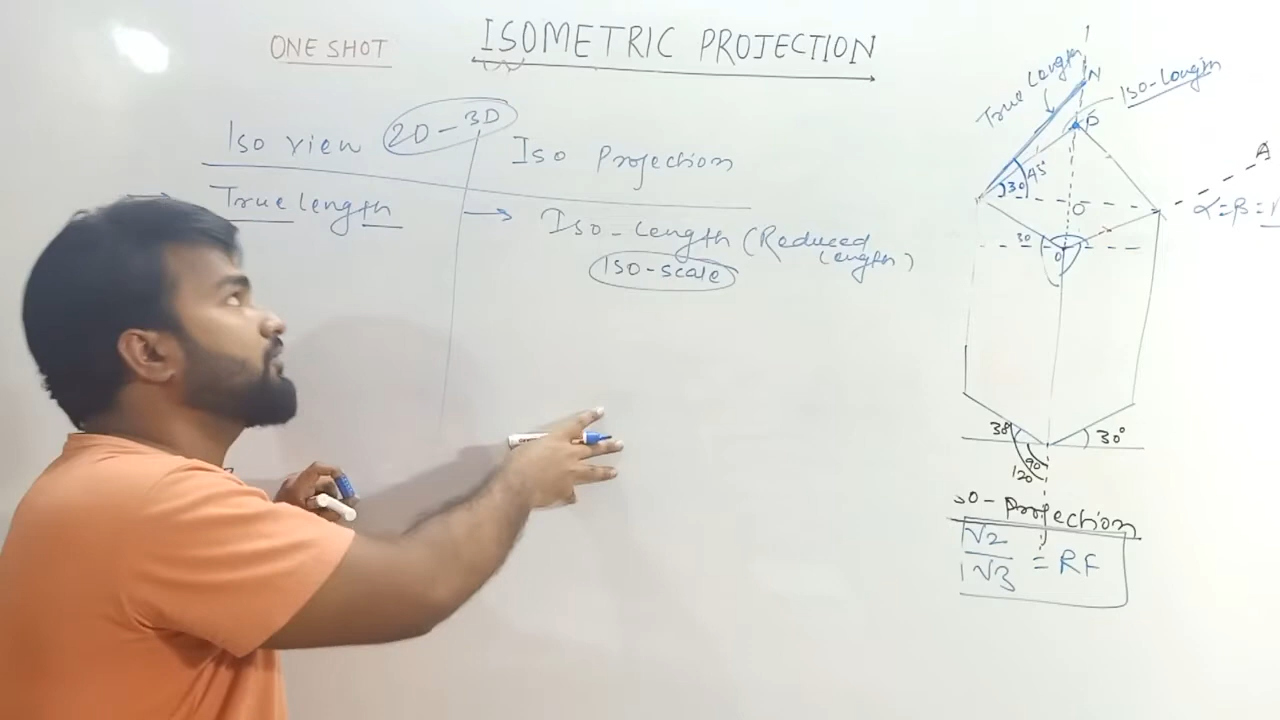 ONE SHOT
ISOMETRIC PROJECTION
Iso view
2D-3D
Iso Projection
True length
→ Iso-Length (Reduced
Length)
Iso-scale
True Length
Iso-Length
A
30
45°
O
30
30°
90
120
o-Projection
√2
√3
= RF